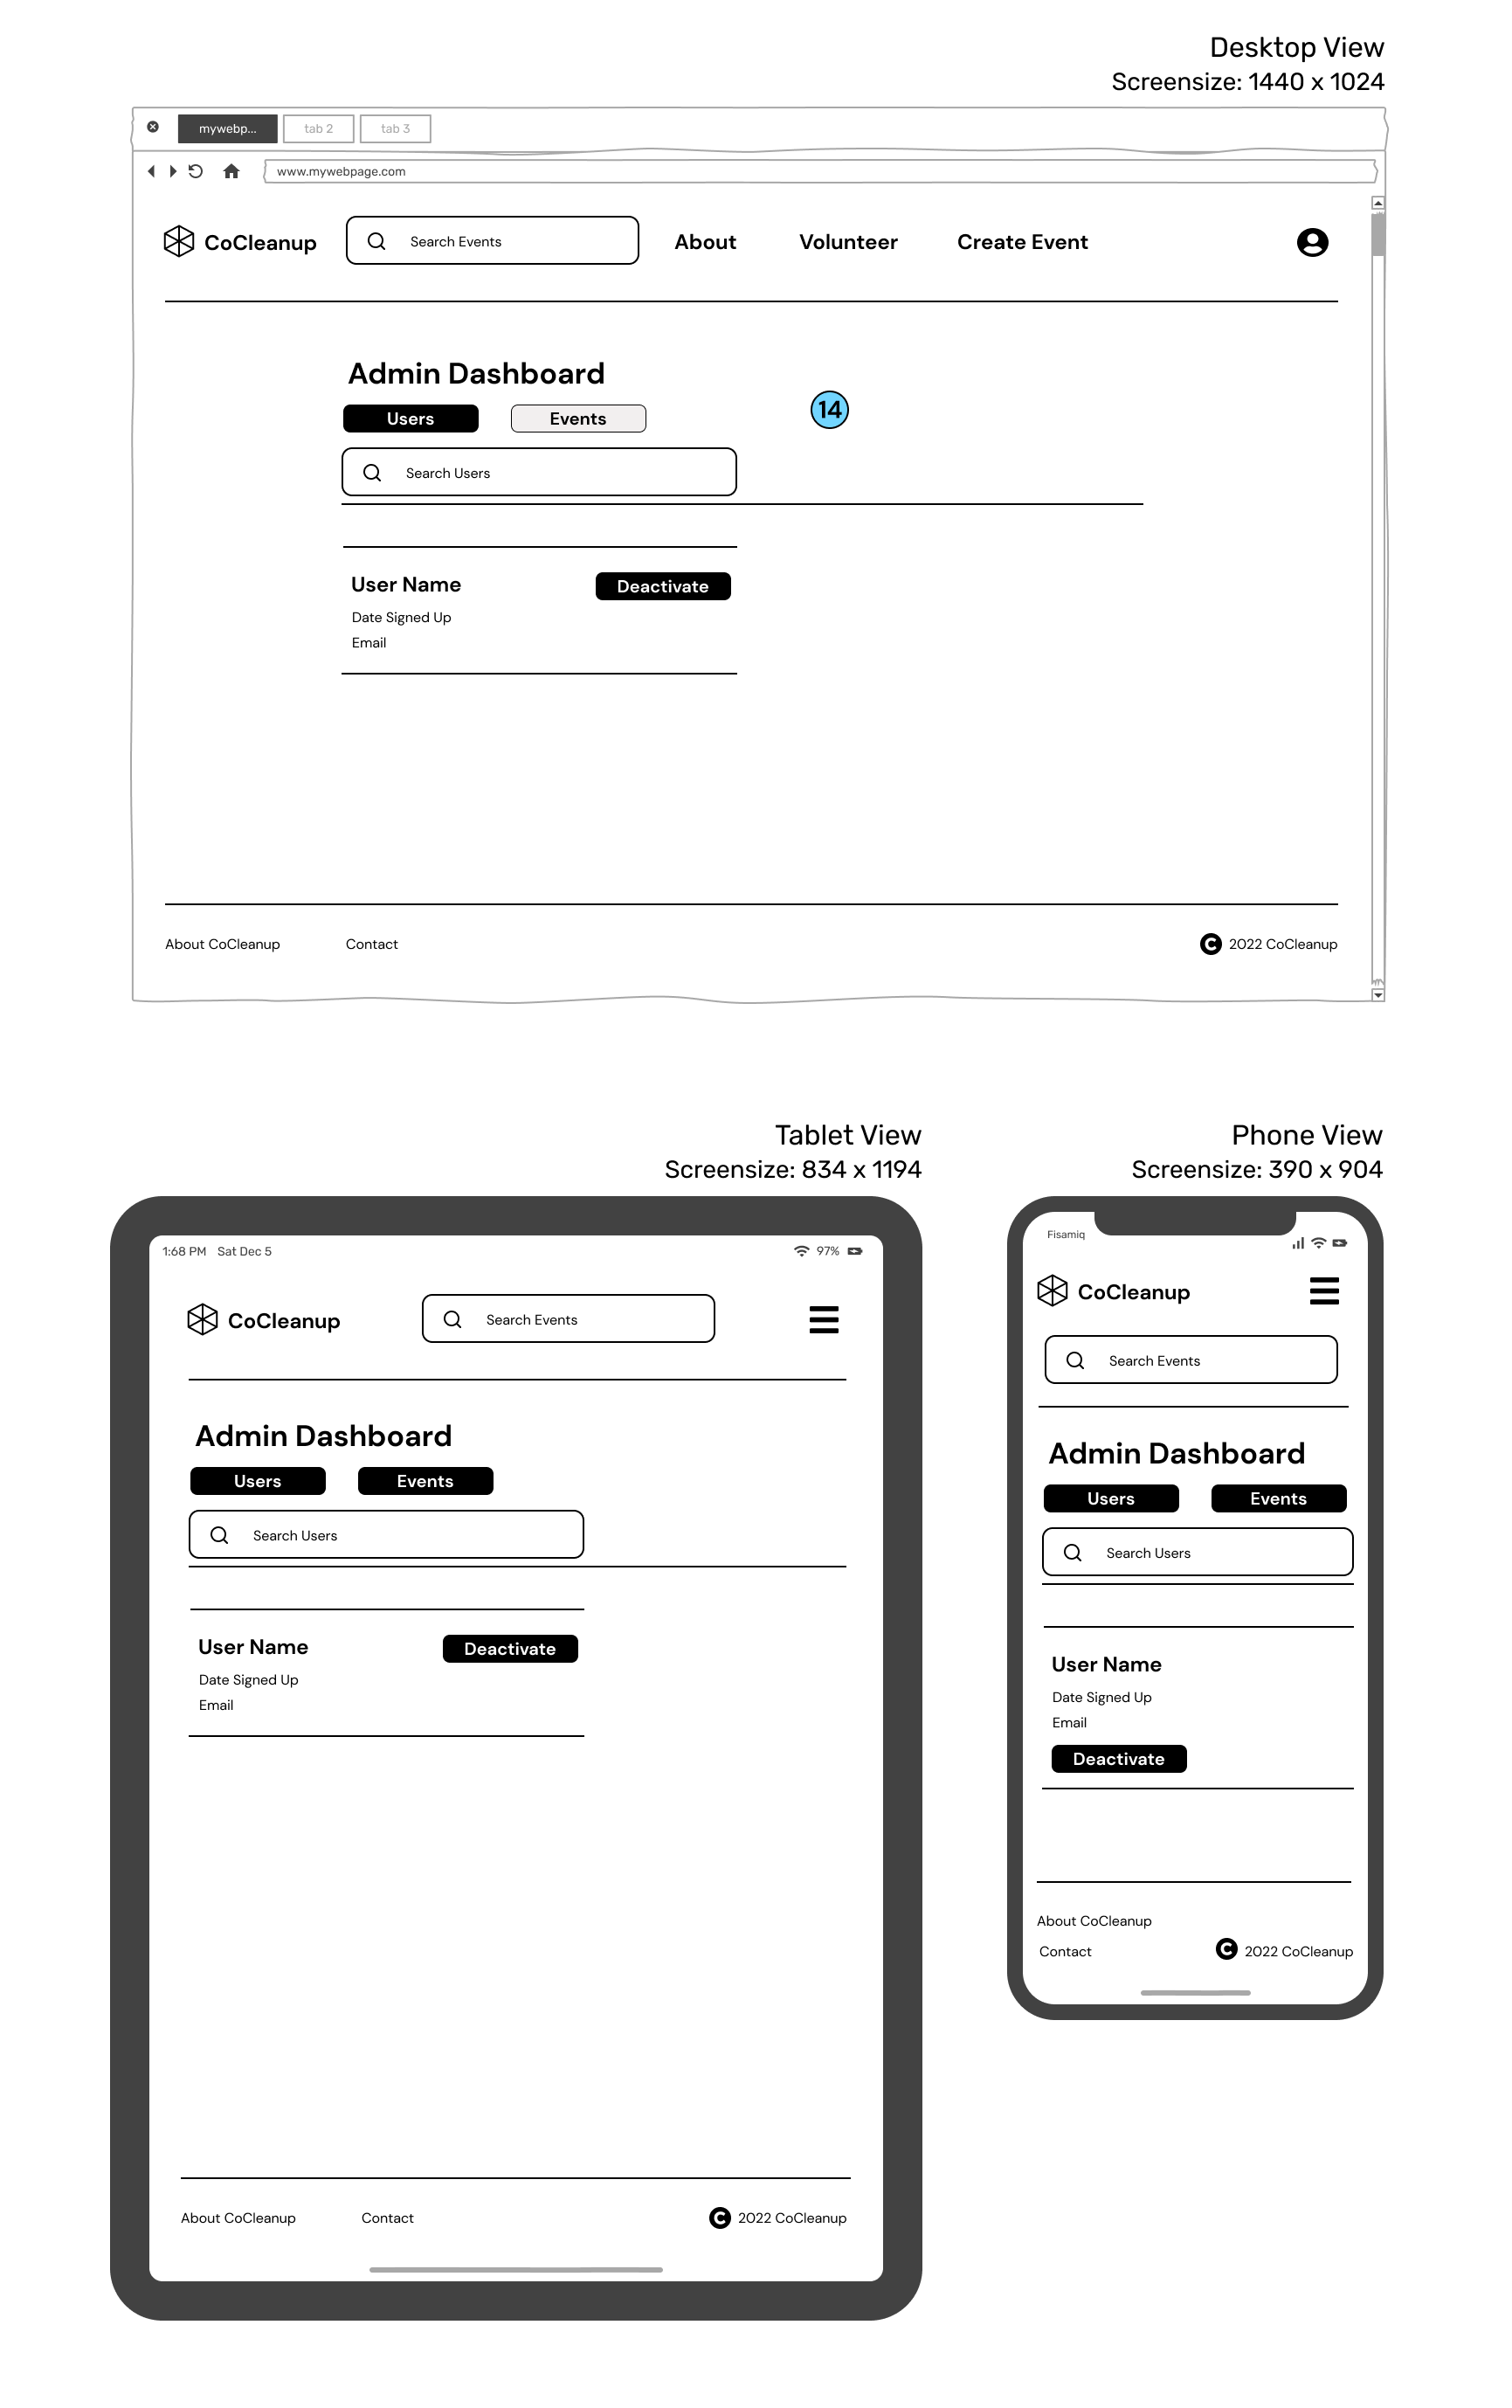 Desktop View
Screensize: 1440 x 1024
mywebp... tab 2 tab 3
www.mywebpage.com
CoCleanup Search Events About Volunteer Create Event
Admin Dashboard
14
Users Events
Search Users
User Name Deactivate
Date Signed Up
Email
About CoCleanup Contact C 2022 CoCleanup
Tablet View
Screensize: 834 x 1194
1:68 PM Sat Dec 5 97%
CoCleanup Search Events
Admin Dashboard
Users Events
Search Users
User Name Deactivate
Date Signed Up
Email
About CoCleanup Contact C 2022 CoCleanup
Phone View
Screensize: 390 x 904
Fisamiq
CoCleanup
Search Events
Admin Dashboard
Users Events
Search Users
User Name
Date Signed Up
Email
Deactivate
About CoCleanup
Contact C 2022 CoCleanup